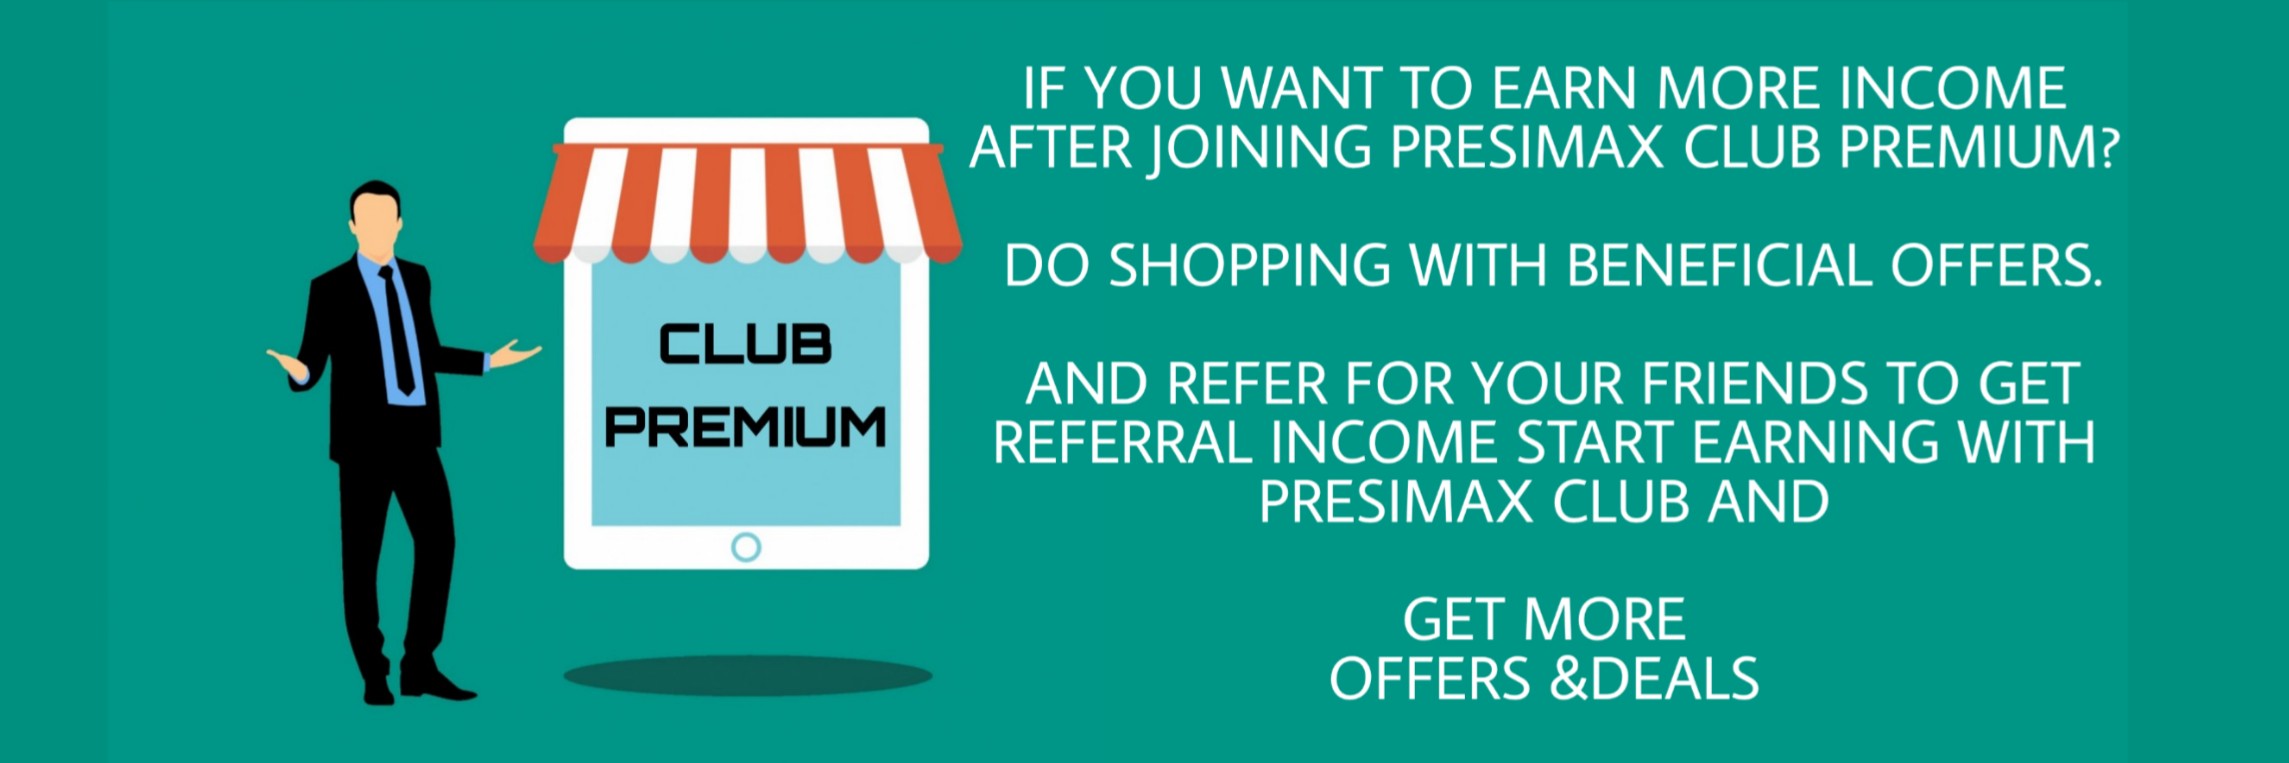 CLUB
PREMIUM
IF YOU WANT TO EARN MORE INCOME
AFTER JOINING PRESIMAX CLUB PREMIUM?
DO SHOPPING WITH BENEFICIAL OFFERS.
AND REFER FOR YOUR FRIENDS TO GET
REFERRAL INCOME START EARNING WITH
PRESIMAX CLUB AND
GET MORE
OFFERS &DEALS